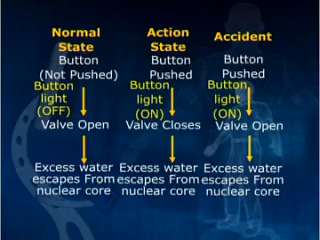 Normal
State
Button
(Not Pushed)
Button
light
(OFF)
Valve Open
Excess water
escapes From
nuclear core
Action
State
Button
Pushed
Button
light
(ON)
Valve Closes
Excess water
escapes From
nuclear core
Accident
Button
Pushed
Button
light
(ON)
Valve Open
Excess water
escapes From
nuclear core